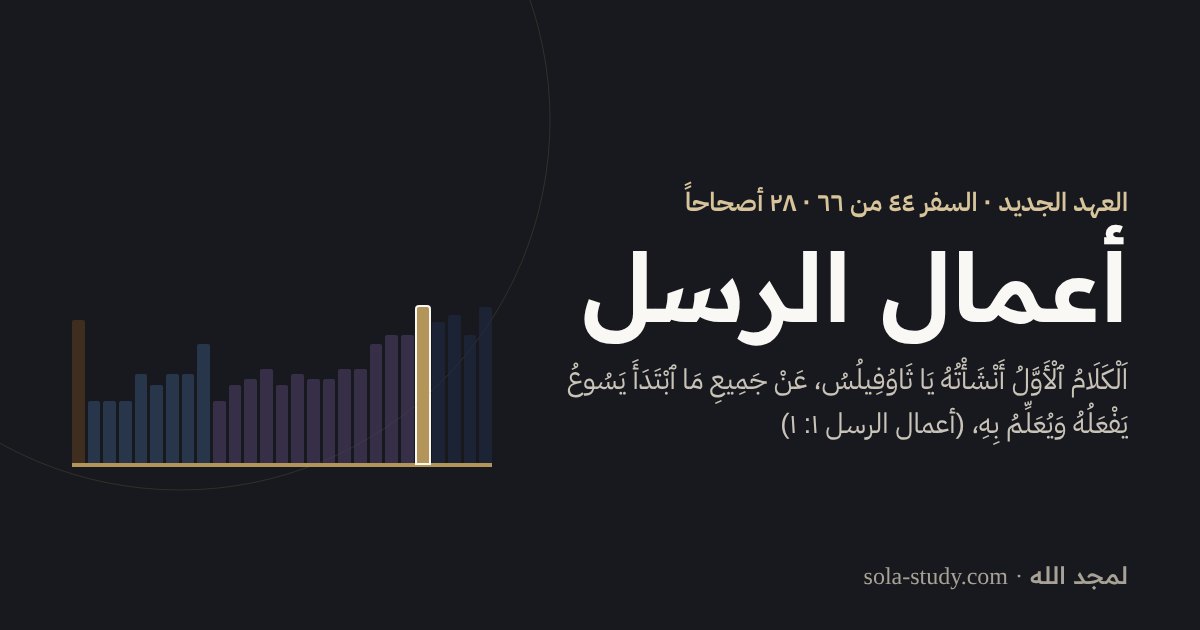 العهد الجديد · السفر ٤٤ من ٦٦ · ٢٨ أصحاحاً
أعمال الرسل
اَلْكَلَامُ ٱلْأَوَّلُ أَنْشَأْتُهُ يَا ثَاوُفِيلُسُ، عَنْ جَمِيعِ مَا ٱبْتَدَأَ يَسُوعُ
يَفْعَلُهُ وَيُعَلِّمُ بِهِ، (أعمال الرسل ١: ١)
لمجد الله · sola-study.com